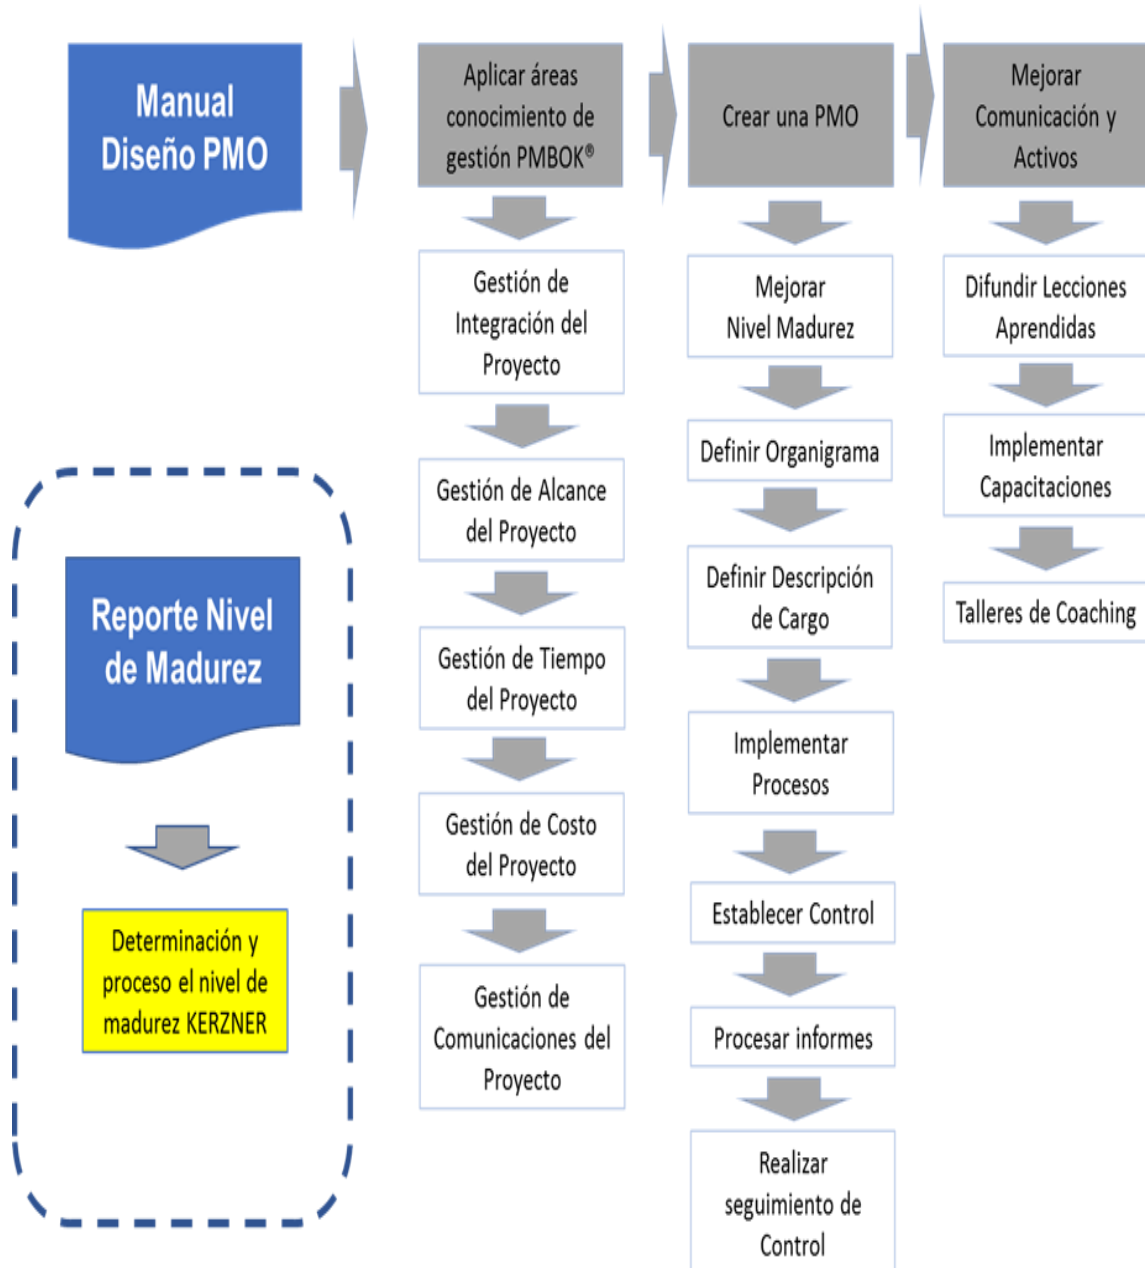 Manual
Diseño PMO
Aplicar áreas
conocimiento de
gestión PMBOK®
Crear una PMO
Mejorar
Comunicación y
Activos
Gestión de
Integración del
Proyecto
Gestión de Alcance
del Proyecto
Gestión de Tiempo
del Proyecto
Gestión de Costo
del Proyecto
Gestión de
Comunicaciones del
Proyecto
Mejorar
Nivel Madurez
Definir Organigrama
Definir Descripción
de Cargo
Implementar
Procesos
Establecer Control
Procesar informes
Realizar
seguimiento de
Control
Difundir Lecciones
Aprendidas
Implementar
Capacitaciones
Talleres de Coaching
Reporte Nivel
de Madurez
Determinación y
proceso el nivel de
madurez KERZNER